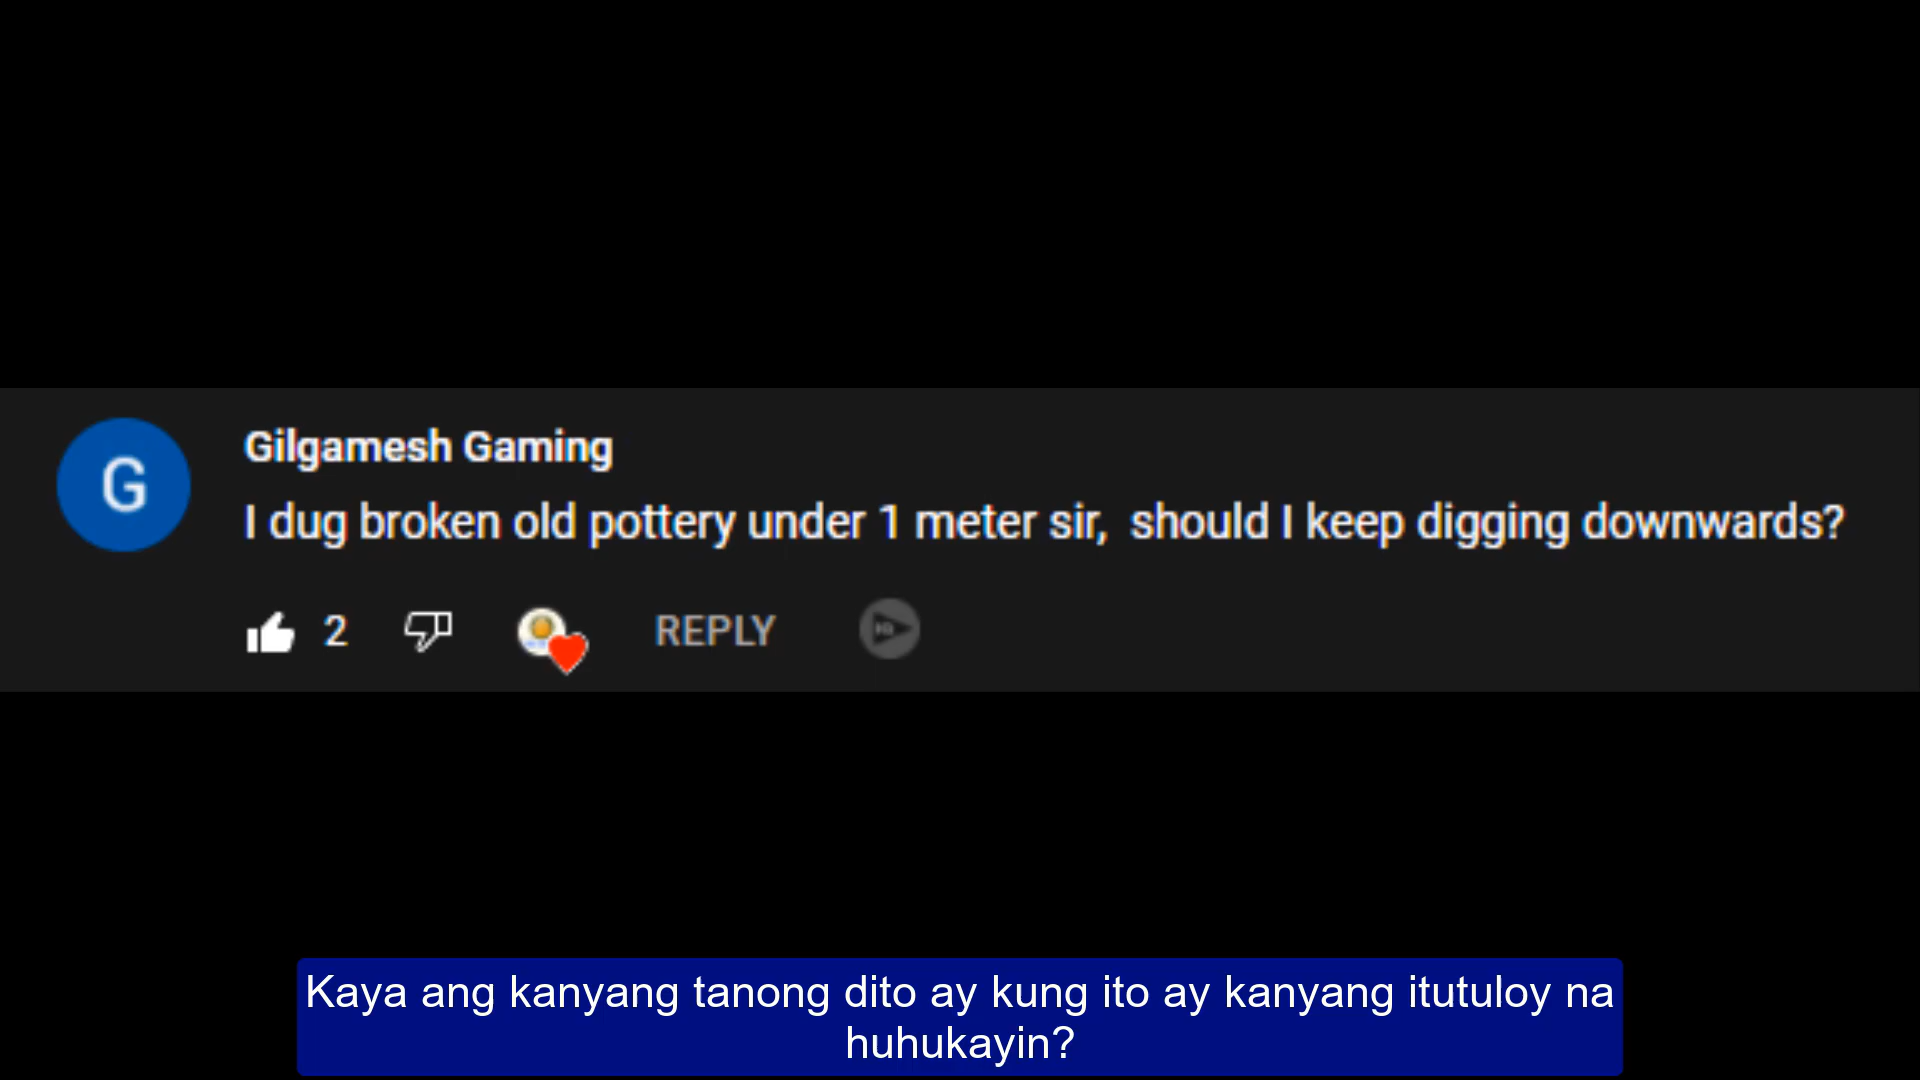 G
Gilgamesh Gaming
I dug broken old pottery under 1 meter sir, should I keep digging downwards?
2
REPLY
Kaya ang kanyang tanong dito ay kung ito ay kanyang itutuloy na
huhukayin?